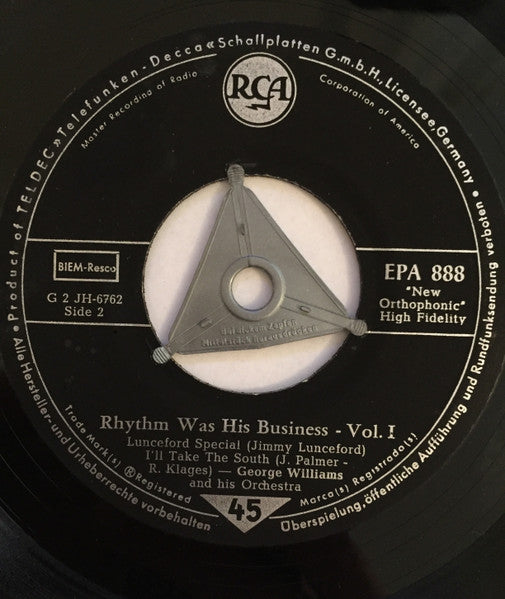 • Product of TELDEC »Telefunken-Decca« Schallplatten G.m.b.H., Licensee, Germany •
Master Recording of Radio Corporation of America
RCA
BIEM-Resco
G 2 JH-6762
Side 2
EPA 888
"New
Orthophonic"
High Fidelity
Rhythm Was His Business - Vol. I
Lunceford Special (Jimmy Lunceford)
I'll Take The South (J. Palmer -
R. Klages) — George Williams
and his Orchestra
Trade Mark(s) ® Registered
Marca(s) Registrada(s)
45
Alle Hersteller- und Urheberrechte vorbehalten
Überspielung, öffentliche Aufführung und Rundfunksendung verboten